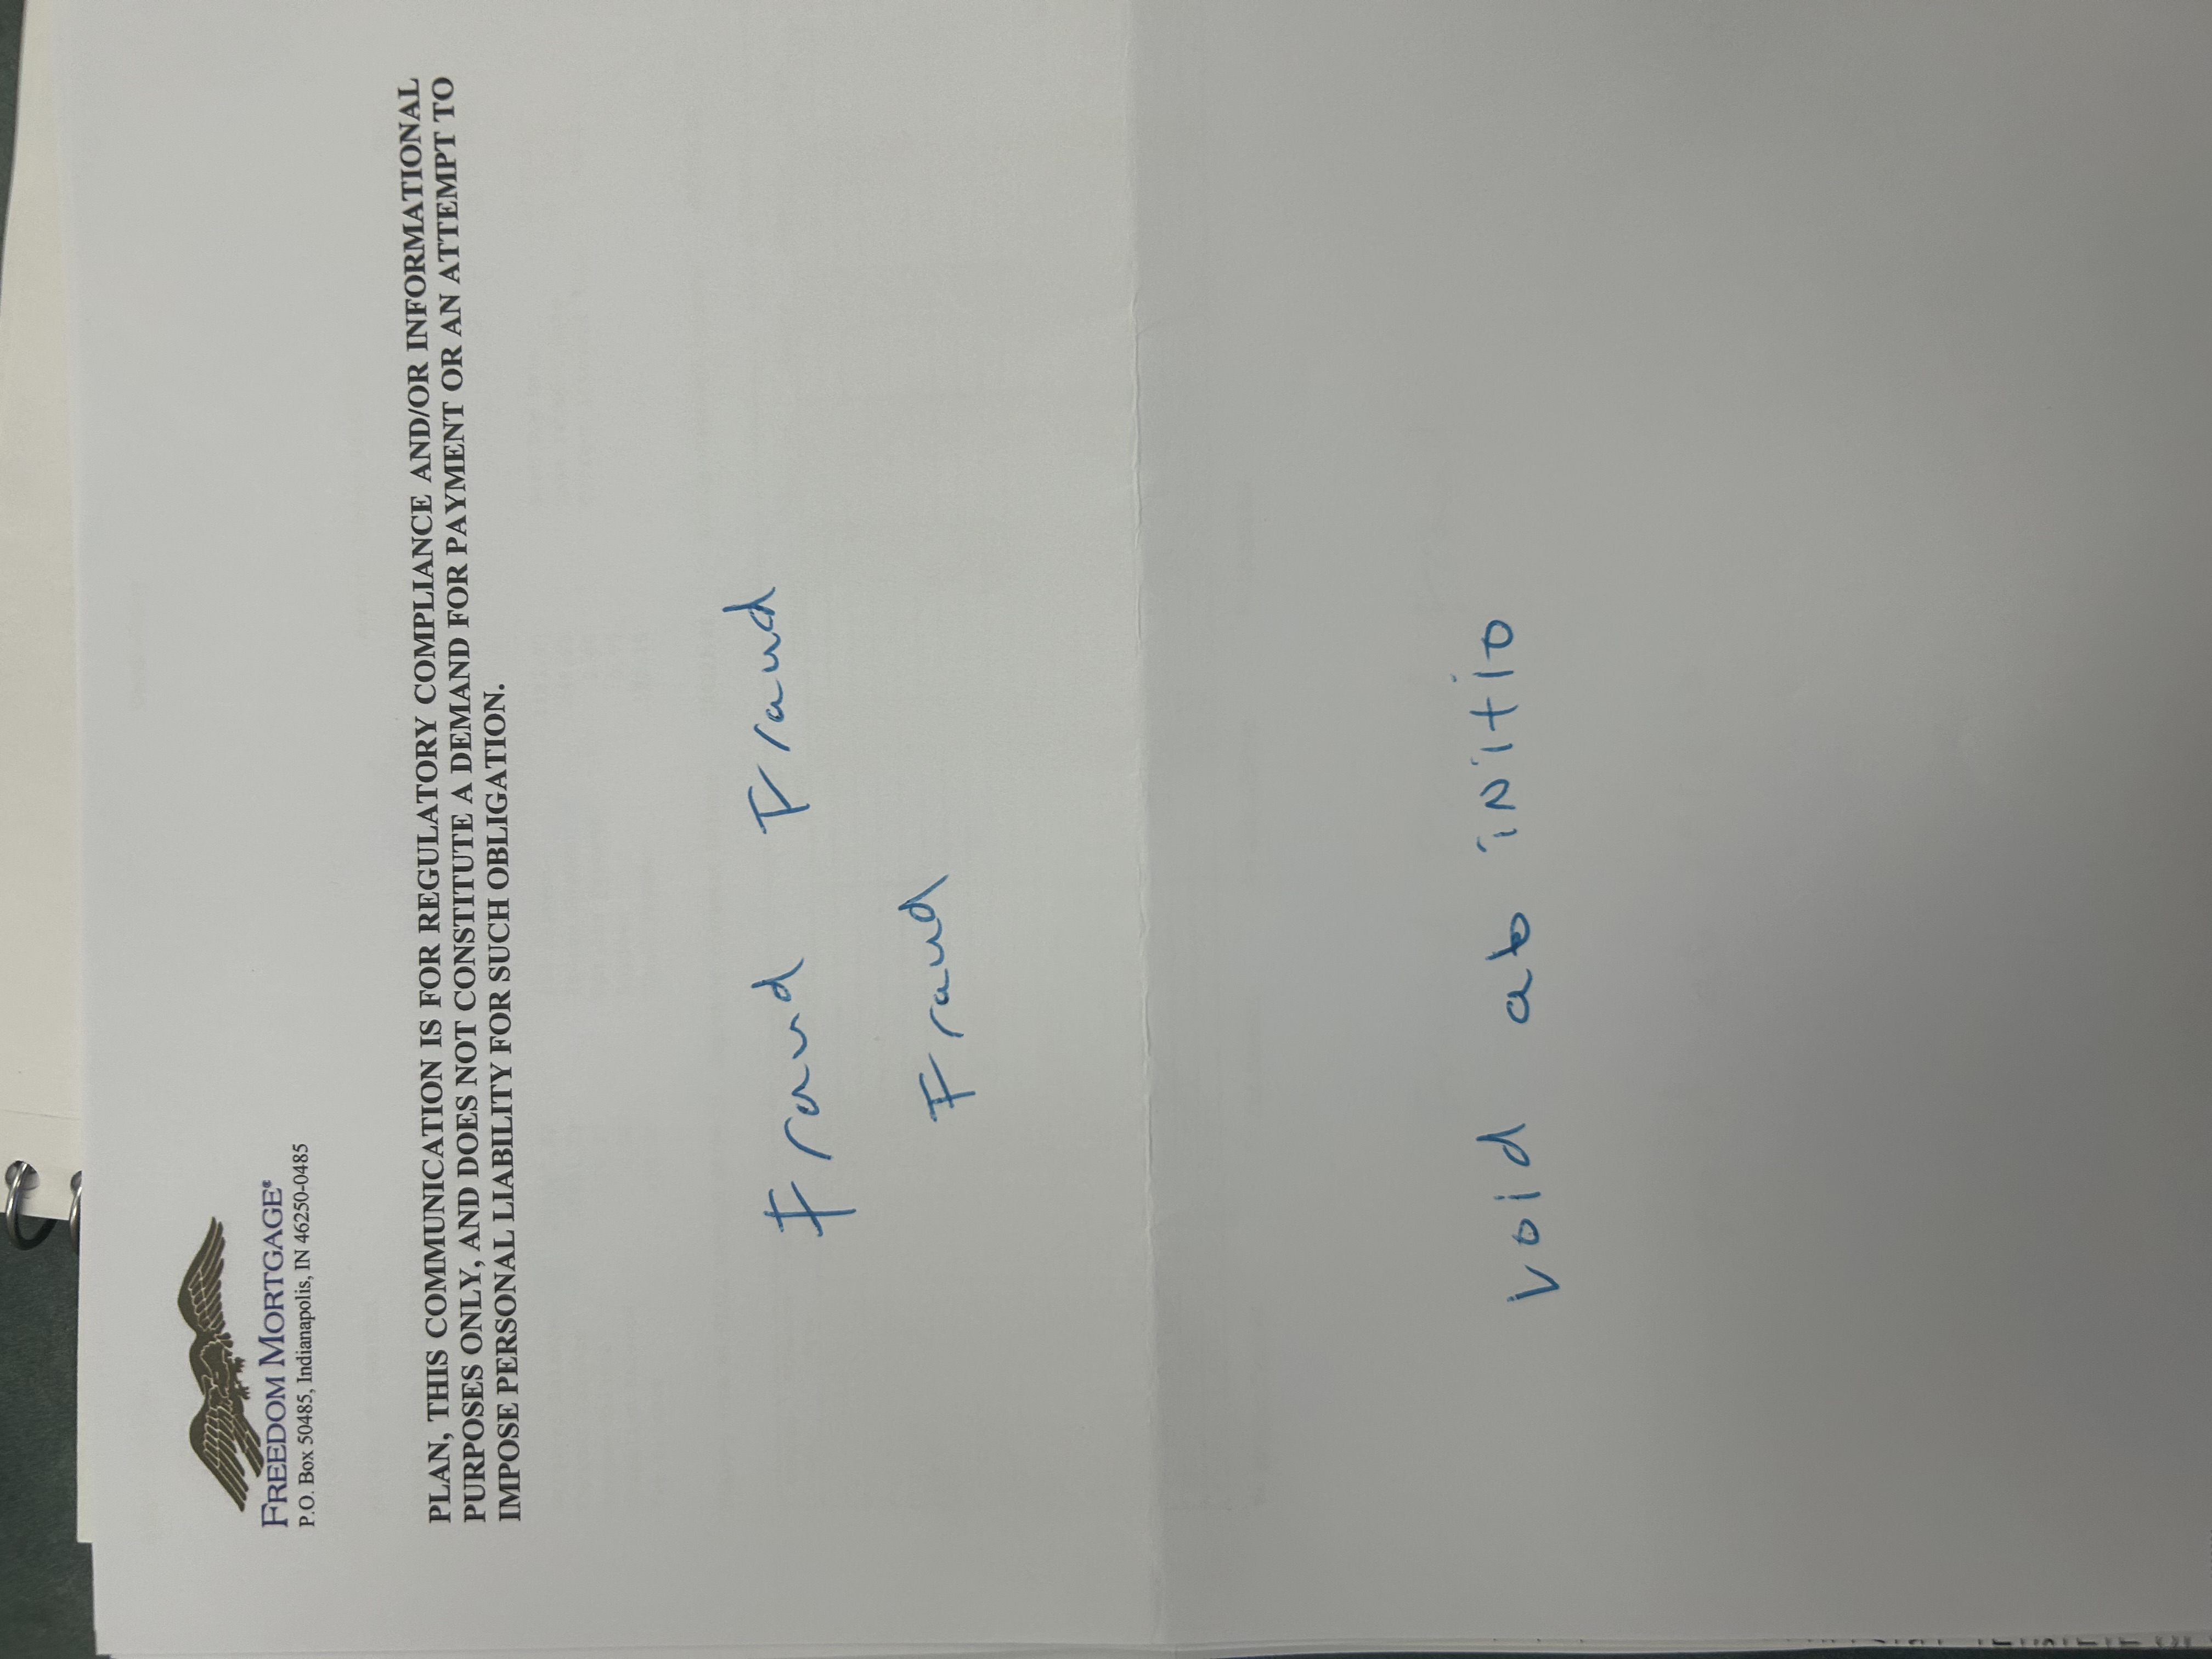 FREEDOM MORTGAGE®
P.O. Box 50485, Indianapolis, IN 46250-0485
PLAN, THIS COMMUNICATION IS FOR REGULATORY COMPLIANCE AND/OR INFORMATIONAL
PURPOSES ONLY, AND DOES NOT CONSTITUTE A DEMAND FOR PAYMENT OR AN ATTEMPT TO
IMPOSE PERSONAL LIABILITY FOR SUCH OBLIGATION.
Fraud Fraud
Fraud
void ab initio